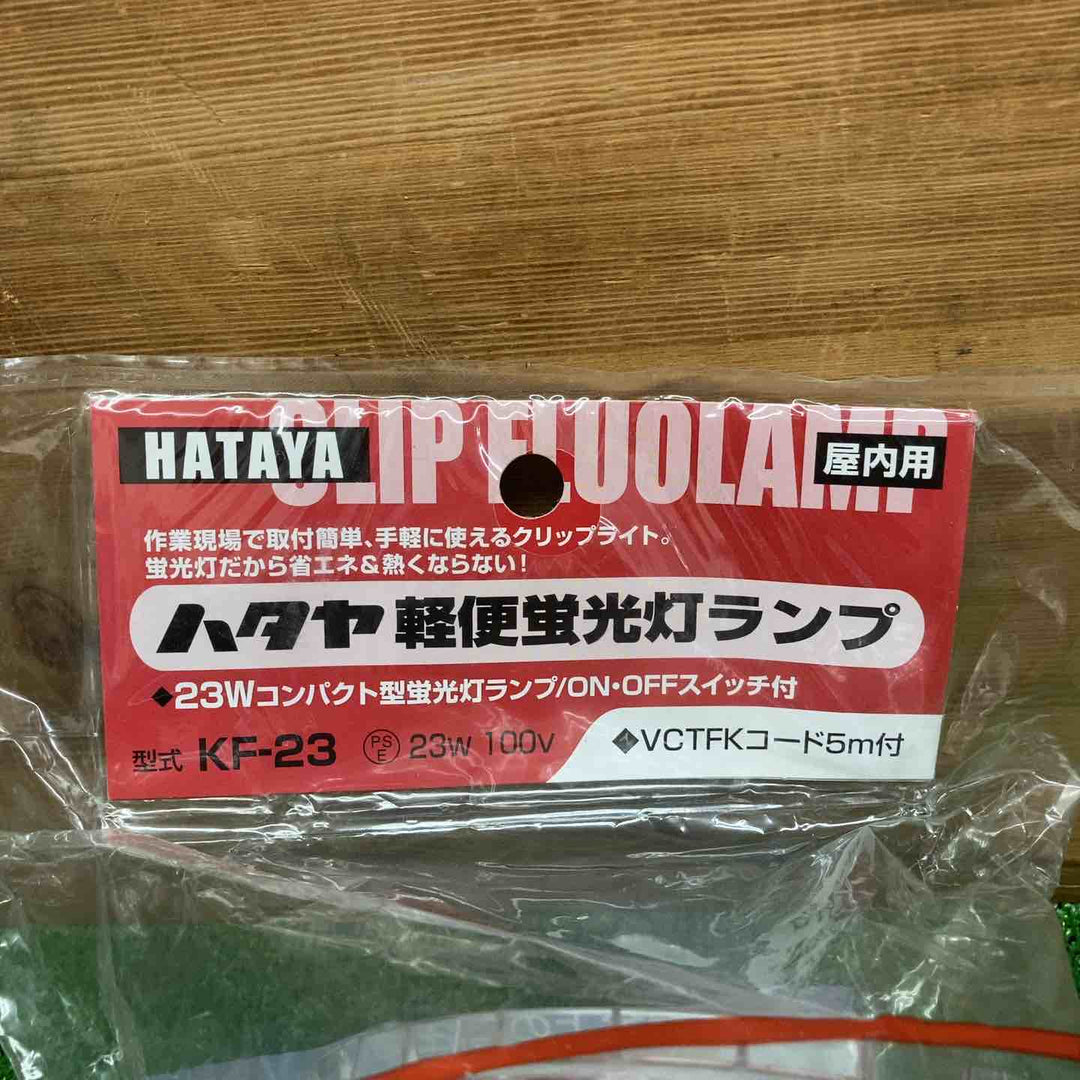 CLIP FLUOLAMP
HATAYA
屋内用
作業現場で取付簡単、手軽に使えるクリップライト。
蛍光灯だから省エネ&熱くならない!
ハタヤ 軽便蛍光灯ランプ
◆23Wコンパクト型蛍光灯ランプ/ON・OFFスイッチ付
型式 KF-23 PSE 23W 100V ◆VCTFKコード5m付